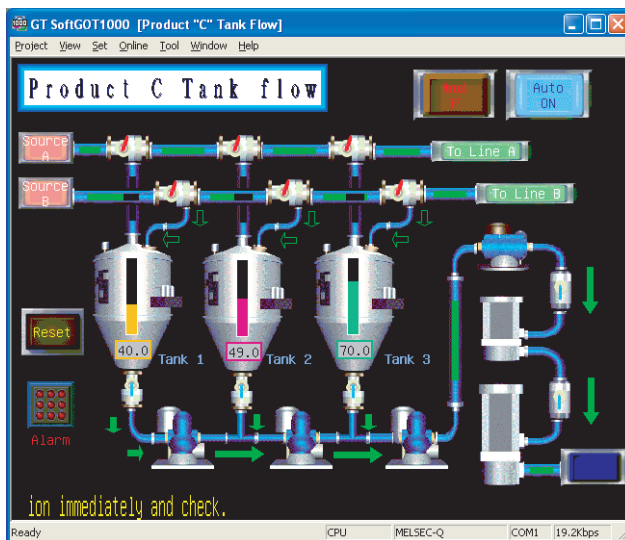 GT SoftGOT1000 [Product "C" Tank Flow]
Project View Set Online Tool Window Help
Product C Tank flow
Auto
ON
Source
A
To Line A
Source
B
To Line B
Reset
40.0
Tank 1
49.0
Tank 2
70.0
Tank 3
Alarm
ion immediately and check.
Ready
CPU
MELSEC-Q
COM1
19.2Kbps